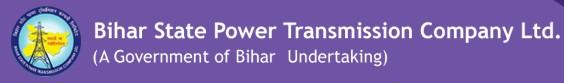 Bihar State Power Transmission Company Ltd.
(A Government of Bihar Undertaking)